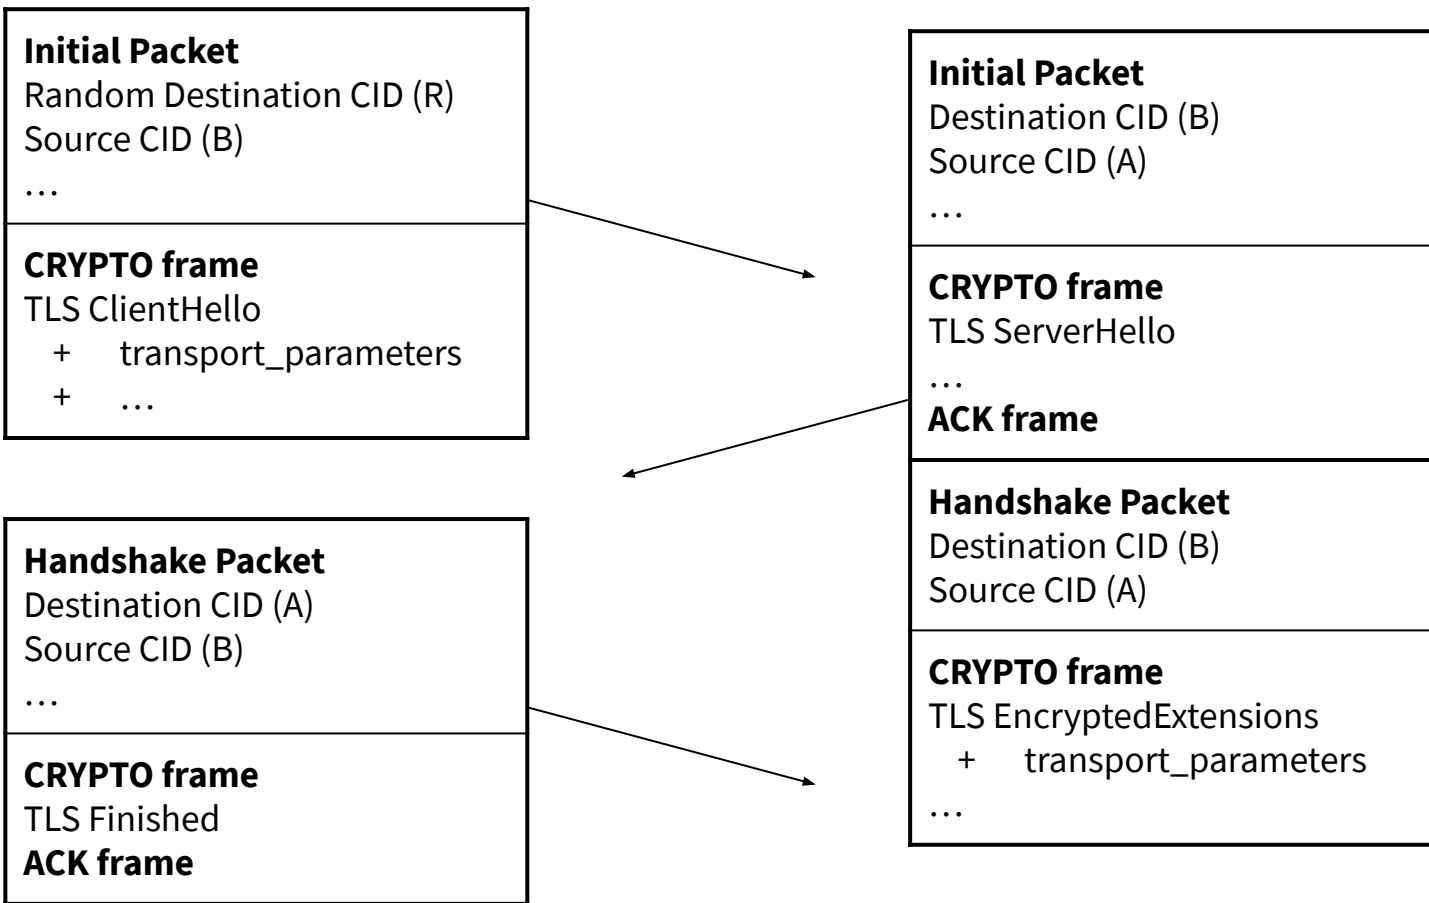 Initial Packet
Random Destination CID (R)
Source CID (B)
…
CRYPTO frame
TLS ClientHello
+ transport_parameters
+ …
Initial Packet
Destination CID (B)
Source CID (A)
…
CRYPTO frame
TLS ServerHello
…
ACK frame
Handshake Packet
Destination CID (B)
Source CID (A)
CRYPTO frame
TLS EncryptedExtensions
+ transport_parameters
…
Handshake Packet
Destination CID (A)
Source CID (B)
…
CRYPTO frame
TLS Finished
ACK frame